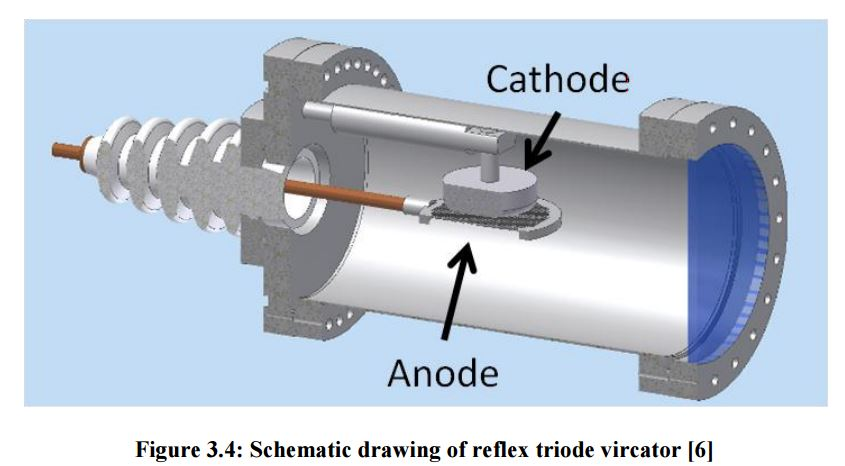 Cathode
Anode
Figure 3.4: Schematic drawing of reflex triode vircator [6]